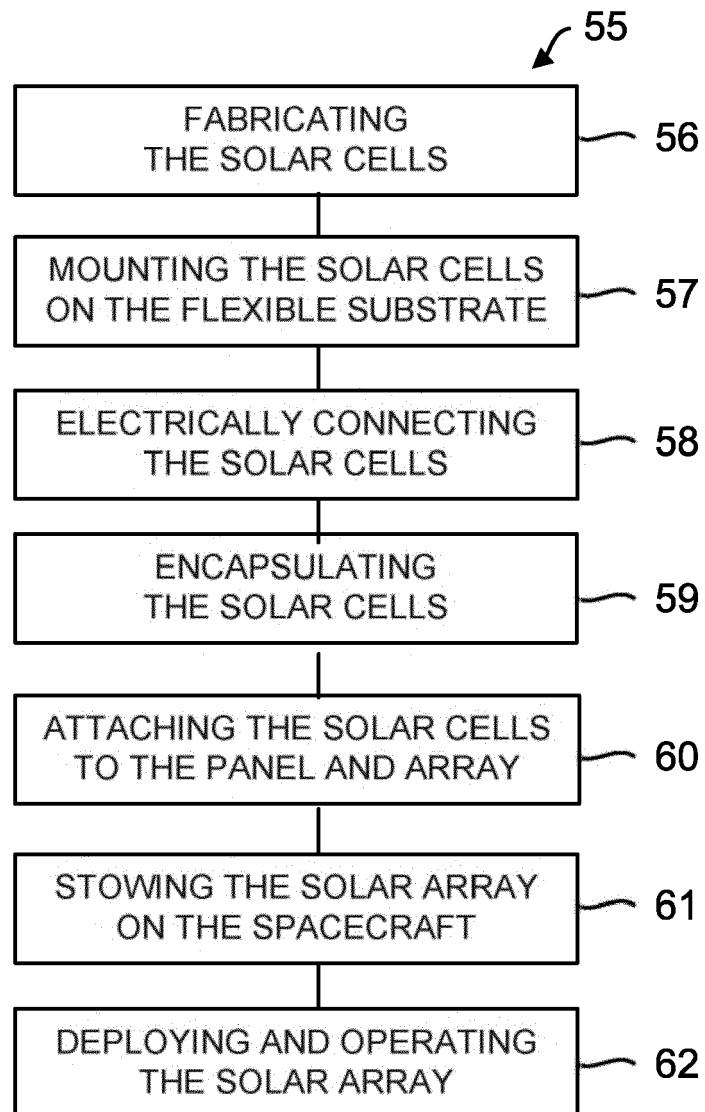 55
FABRICATING
THE SOLAR CELLS
56
MOUNTING THE SOLAR CELLS
ON THE FLEXIBLE SUBSTRATE
57
ELECTRICALLY CONNECTING
THE SOLAR CELLS
58
ENCAPSULATING
THE SOLAR CELLS
59
ATTACHING THE SOLAR CELLS
TO THE PANEL AND ARRAY
60
STOWING THE SOLAR ARRAY
ON THE SPACECRAFT
61
DEPLOYING AND OPERATING
THE SOLAR ARRAY
62